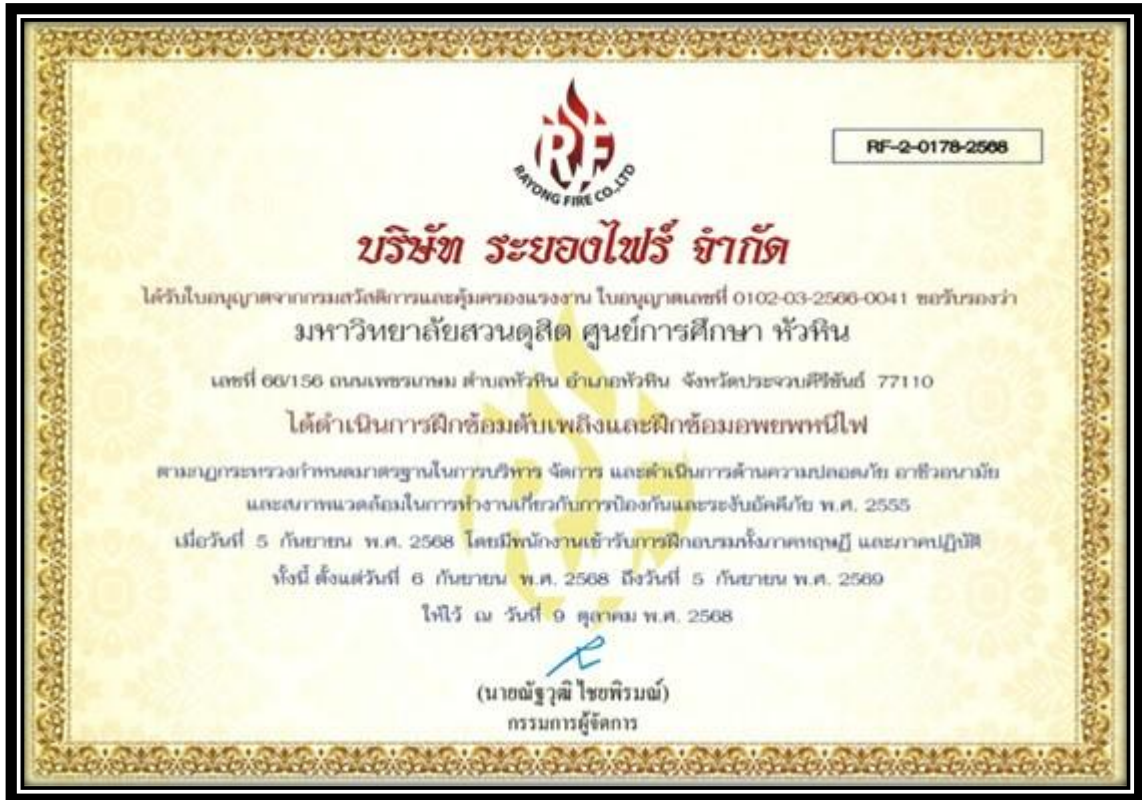 RF
RAYONG FIRE CO.,LTD
RF-2-0178-2568
บริษัท ระยองไฟร์ จำกัด
ได้รับใบอนุญาตจากกรมสวัสดิการและคุ้มครองแรงงาน ใบอนุญาตเลขที่ 0102-03-2566-0041 ขอรับรองว่า
มหาวิทยาลัยสวนดุสิต ศูนย์การศึกษา หัวหิน
เลขที่ 66/156 ถนนเพชรเกษม ตำบลหัวหิน อำเภอหัวหิน จังหวัดประจวบคีรีขันธ์ 77110
ได้ดำเนินการฝึกซ้อมดับเพลิงและฝึกซ้อมอพยพหนีไฟ
ตามกฎกระทรวงกำหนดมาตรฐานในการบริหาร จัดการ และดำเนินการด้านความปลอดภัย อาชีวอนามัย
และสภาพแวดล้อมในการทำงานเกี่ยวกับการป้องกันและระงับอัคคีภัย พ.ศ. 2555
เมื่อวันที่ 5 กันยายน พ.ศ. 2568 โดยมีพนักงานเข้ารับการฝึกอบรมทั้งภาคทฤษฎี และภาคปฏิบัติ
ทั้งนี้ ตั้งแต่วันที่ 6 กันยายน พ.ศ. 2568 ถึงวันที่ 5 กันยายน พ.ศ. 2569
ให้ไว้ ณ วันที่ 9 ตุลาคม พ.ศ. 2568
(นายณัฐวุฒิ ไชยพิรมณ์)
กรรมการผู้จัดการ